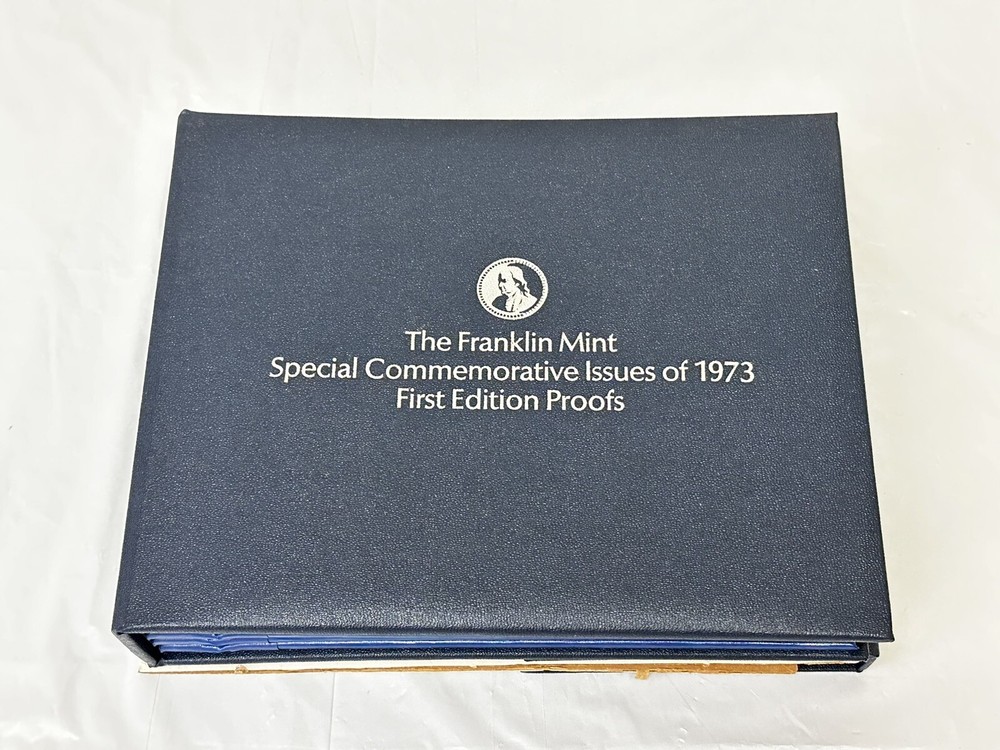 The Franklin Mint
Special Commemorative Issues of 1973
First Edition Proofs